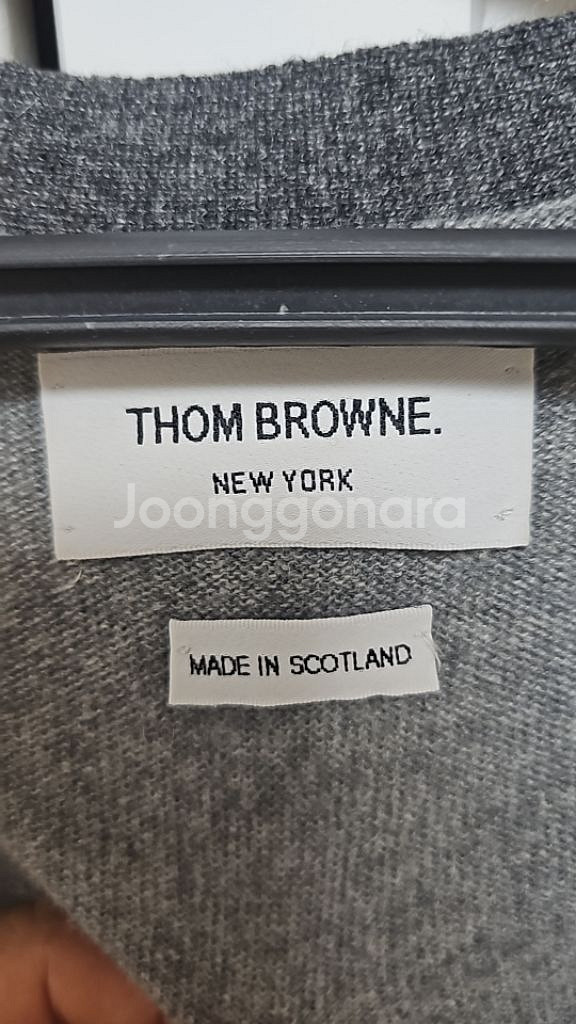 THOM BROWNE.
NEW YORK
Joonggonara
MADE IN SCOTLAND